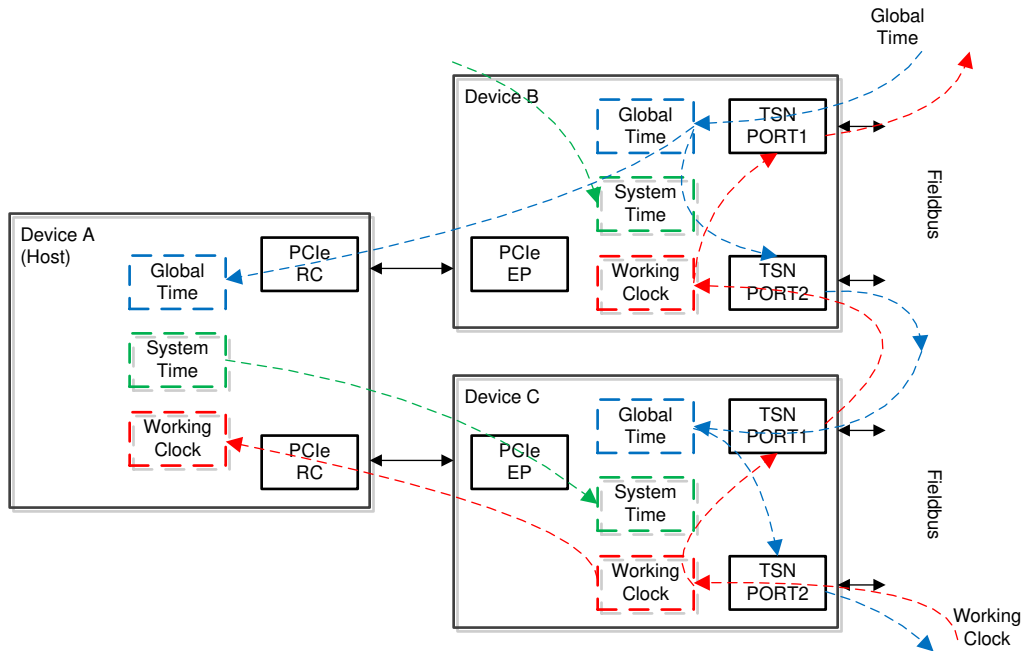 Global
Time
Device B
Global
Time
TSN
PORT1
System
Time
Fieldbus
PCIe
EP
Working
Clock
TSN
PORT2
Device A
(Host)
PCIe
RC
Global
Time
System
Time
Working
Clock
PCIe
RC
Device C
Global
Time
TSN
PORT1
PCIe
EP
System
Time
Fieldbus
Working
Clock
TSN
PORT2
Working
Clock